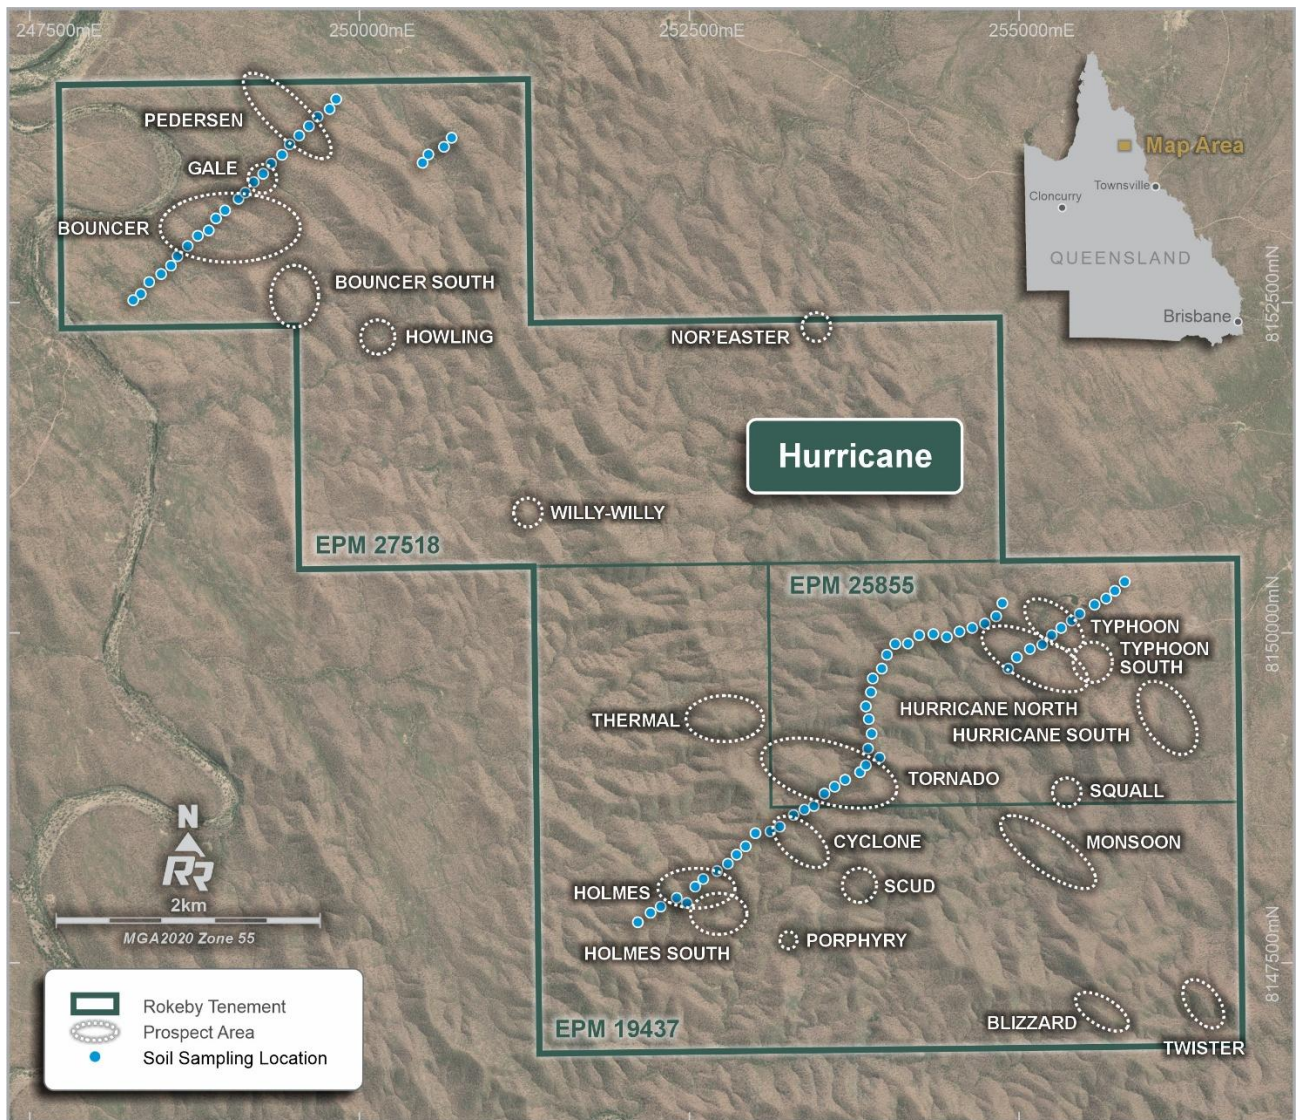 247500mE
250000mE
252500mE
255000mE
PEDERSEN
GALE
BOUNCER
BOUNCER SOUTH
HOWLING
NOR'EASTER
Map Area
Townsville
Cloncurry
QUEENSLAND
Brisbane
8152500mN
Hurricane
WILLY-WILLY
EPM 27518
EPM 25855
TYPHOON
TYPHOON
SOUTH
8150000mN
HURRICANE NORTH
HURRICANE SOUTH
THERMAL
TORNADO
SQUALL
CYCLONE
MONSOON
HOLMES
SCUD
HOLMES SOUTH
PORPHYRY
8147500mN
BLIZZARD
EPM 19437
TWISTER
N
RR
2km
MGA2020 Zone 55
Rokeby Tenement
Prospect Area
Soil Sampling Location